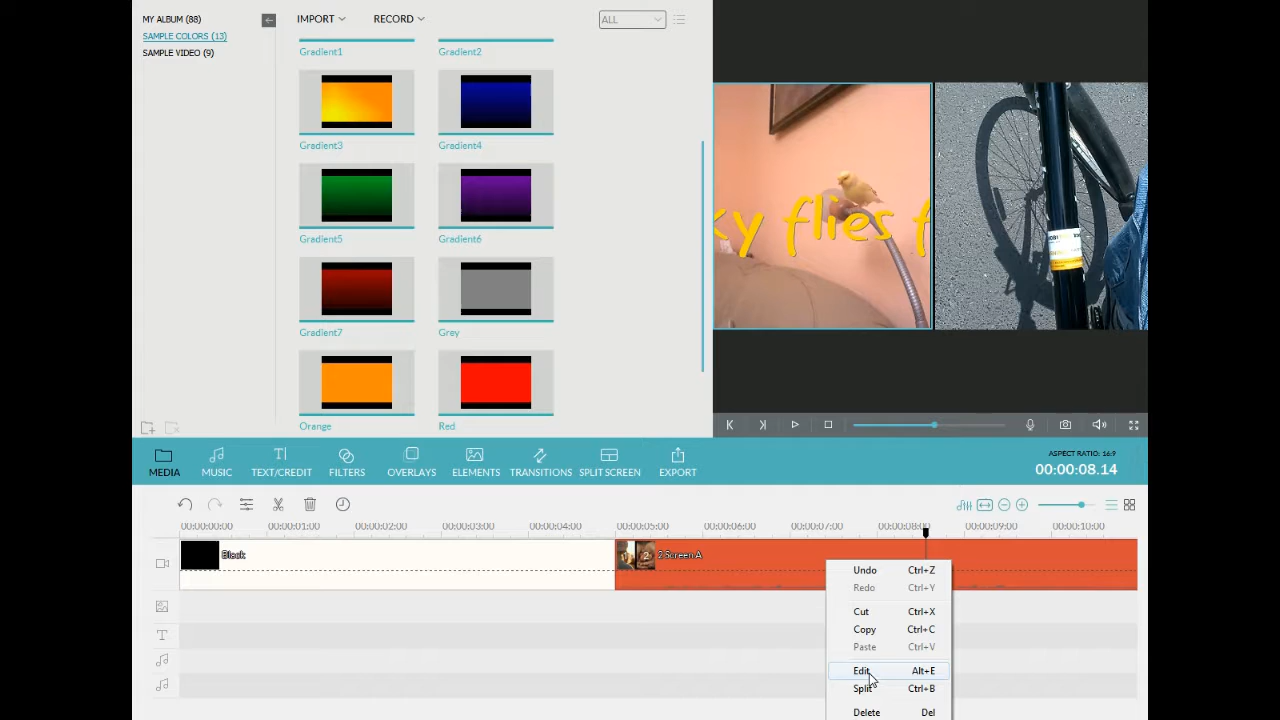 MY ALBUM (88)
SAMPLE COLORS (13)
SAMPLE VIDEO (9)
IMPORT
RECORD
ALL
Gradient1
Gradient2
Gradient3
Gradient4
Gradient5
Gradient6
Gradient7
Grey
Orange
Red
ky flies f
MEDIA
MUSIC
TEXT/CREDIT
FILTERS
OVERLAYS
ELEMENTS
TRANSITIONS
SPLIT SCREEN
EXPORT
ASPECT RATIO: 16:9
00:00:08.14
00:00:00:00
00:00:01:00
00:00:02:00
00:00:03:00
00:00:04:00
00:00:05:00
00:00:06:00
00:00:07:00
00:00:08:00
00:00:09:00
00:00:10:00
Black
2 Screen A
Undo Ctrl+Z
Redo Ctrl+Y
Cut Ctrl+X
Copy Ctrl+C
Paste Ctrl+V
Edit Alt+E
Split Ctrl+B
Delete Del